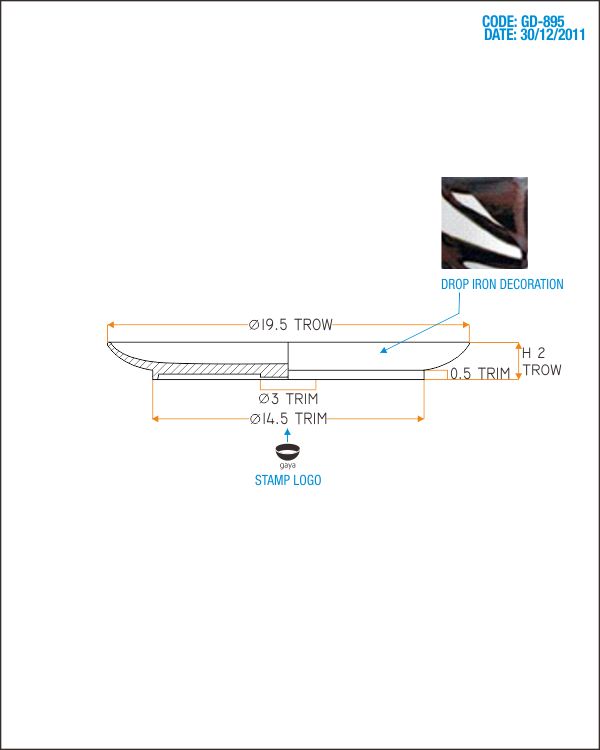 CODE: GD-895
DATE: 30/12/2011
DROP IRON DECORATION
Ø19.5 TROW
H 2
TROW
0.5 TRIM
Ø3 TRIM
Ø14.5 TRIM
gaya
STAMP LOGO